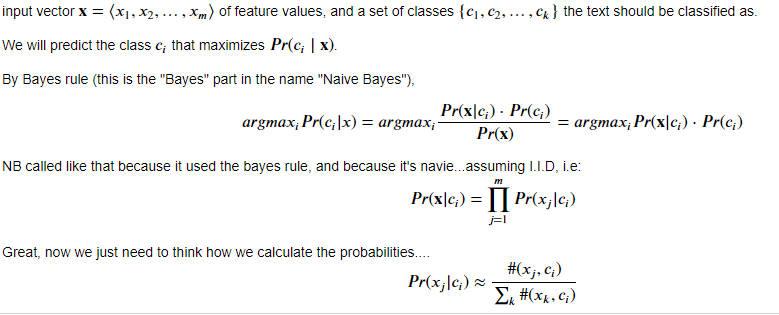 input vector x = ⟨x₁, x₂, … , xₘ⟩ of feature values, and a set of classes {c₁, c₂, … , cₖ} the text should be classified as.
We will predict the class cᵢ that maximizes Pr(cᵢ | x).
By Bayes rule (this is the "Bayes" part in the name "Naive Bayes"),
argmaxᵢ Pr(cᵢ|x) = argmaxᵢ Pr(x|cᵢ) · Pr(cᵢ) / Pr(x) = argmaxᵢ Pr(x|cᵢ) · Pr(cᵢ)
NB called like that because it used the bayes rule, and because it's navie...assuming I.I.D, i.e:
Pr(x|cᵢ) = ∏ⱼ₌₁ᵐ Pr(xⱼ|cᵢ)
Great, now we just need to think how we calculate the probabilities....
Pr(xⱼ|cᵢ) ≈ #(xⱼ, cᵢ) / ∑ₖ #(xₖ, cᵢ)